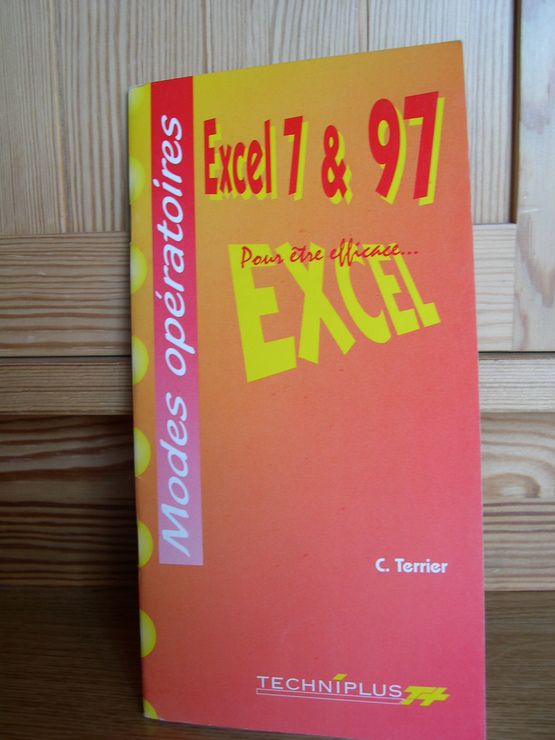 Modes opératoires
Excel 7 & 97
Pour être efficace...
EXCEL
C. Terrier
TECHNIPLUS T+